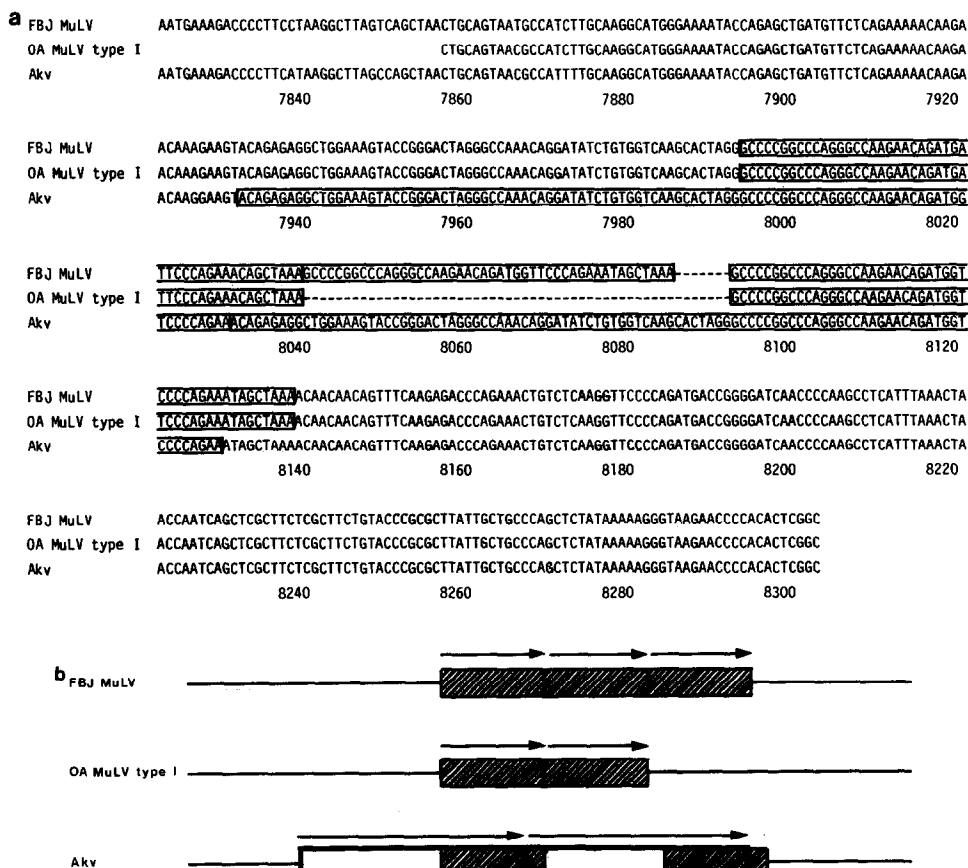 a
FBJ MuLV AATGAAAGACCCCTTCCTAAGGCTTAGTCAGCTAACTGCAGTAATGCCATCTTGCAAGGCATGGGAAAATACCAGAGCTGATGTTCTCAGAAAAACAAGA
OA MuLV type I CTGCAGTAACGCCATCTTGCAAGGCATGGGAAAATACCAGAGCTGATGTTCTCAGAAAAACAAGA
Akv AATGAAAGACCCCTTCATAAGGCTTAGCCAGCTAACTGCAGTAACGCCATTTTGCAAGGCATGGGAAAATACCAGAGCTGATGTTCTCAGAAAAACAAGA
7840 7860 7880 7900 7920
FBJ MuLV ACAAAGAAGTACAGAGAGGCTGGAAAGTACCGGGACTAGGGCCAAACAGGATATCTGTGGTCAAGCACTAGGGCCCCGGCCCAGGGCCAAGAACAGATGA
OA MuLV type I ACAAAGAAGTACAGAGAGGCTGGAAAGTACCGGGACTAGGGCCAAACAGGATATCTGTGGTCAAGCACTAGGGCCCCGGCCCAGGGCCAAGAACAGATGA
Akv ACAAGGAAGTACAGAGAGGCTGGAAAGTACCGGGACTAGGGCCAAACAGGATATCTGTGGTCAAGCACTAGGGCCCCGGCCCAGGGCCAAGAACAGATGG
7940 7960 7980 8000 8020
FBJ MuLV TTCCCAGAAACAGCTAAAGCCCCGGCCCAGGGCCAAGAACAGATGGTTCCCAGAAATAGCTAAA-------GCCCCGGCCCAGGGCCAAGAACAGATGGT
OA MuLV type I TTCCCAGAAACAGCTAAA-----------------------------------------------------GCCCCGGCCCAGGGCCAAGAACAGATGGT
Akv TCCCCAGAAACAGAGAGGCTGGAAAGTACCGGGACTAGGGCCAAACAGGATATCTGTGGTCAAGCACTAGGGCCCCGGCCCAGGGCCAAGAACAGATGGT
8040 8060 8080 8100 8120
FBJ MuLV CCCCAGAAATAGCTAAAACAACAACAGTTTCAAGAGACCCAGAAACTGTCTCAAGGTTCCCCAGATGACCGGGGATCAACCCCAAGCCTCATTTAAACTA
OA MuLV type I TCCCAGAAATAGCTAAAACAACAACAGTTTCAAGAGACCCAGAAACTGTCTCAAGGTTCCCCAGATGACCGGGGATCAACCCCAAGCCTCATTTAAACTA
Akv CCCCAGAAATAGCTAAAACAACAACAGTTTCAAGAGACCCAGAAACTGTCTCAAGGTTCCCCAGATGACCGGGGATCAACCCCAAGCCTCATTTAAACTA
8140 8160 8180 8200 8220
FBJ MuLV ACCAATCAGCTCGCTTCTCGCTTCTGTACCCGCGCTTATTGCTGCCCAGCTCTATAAAAAGGGTAAGAACCCCACACTCGGC
OA MuLV type I ACCAATCAGCTCGCTTCTCGCTTCTGTACCCGCGCTTATTGCTGCCCAGCTCTATAAAAAGGGTAAGAACCCCACACTCGGC
Akv ACCAATCAGCTCGCTTCTCGCTTCTGTACCCGCGCTTATTGCTGCCCAGCTCTATAAAAAGGGTAAGAACCCCACACTCGGC
8240 8260 8280 8300
b
FBJ MuLV
OA MuLV type I
Akv